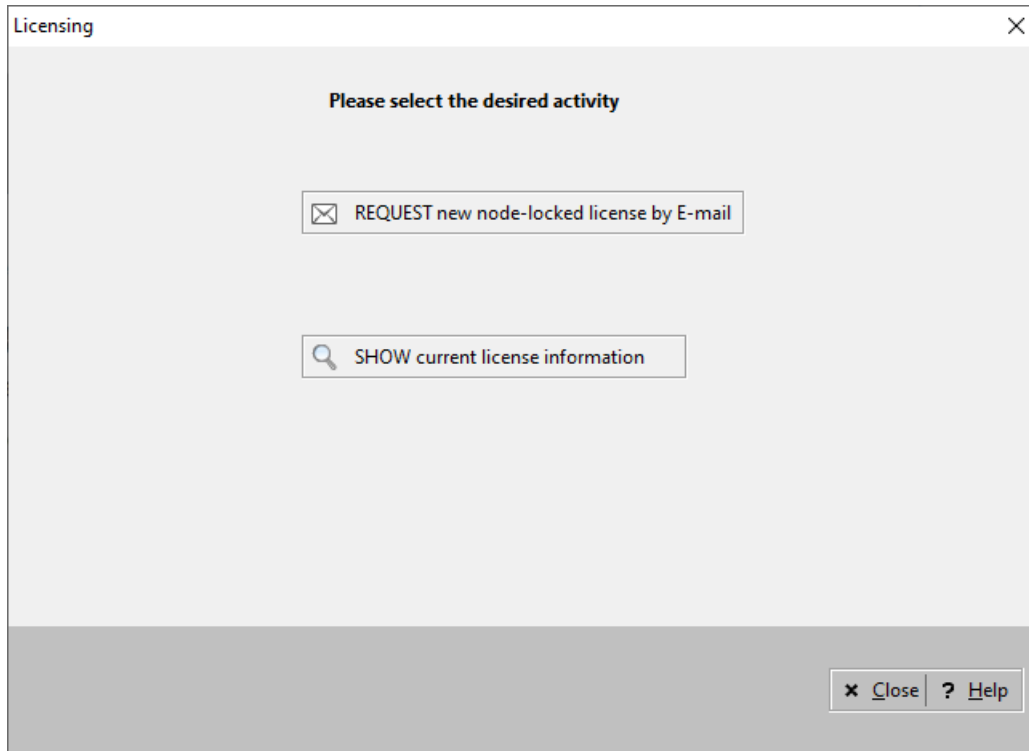 Licensing
Please select the desired activity
REQUEST new node-locked license by E-mail
SHOW current license information
Close ? Help